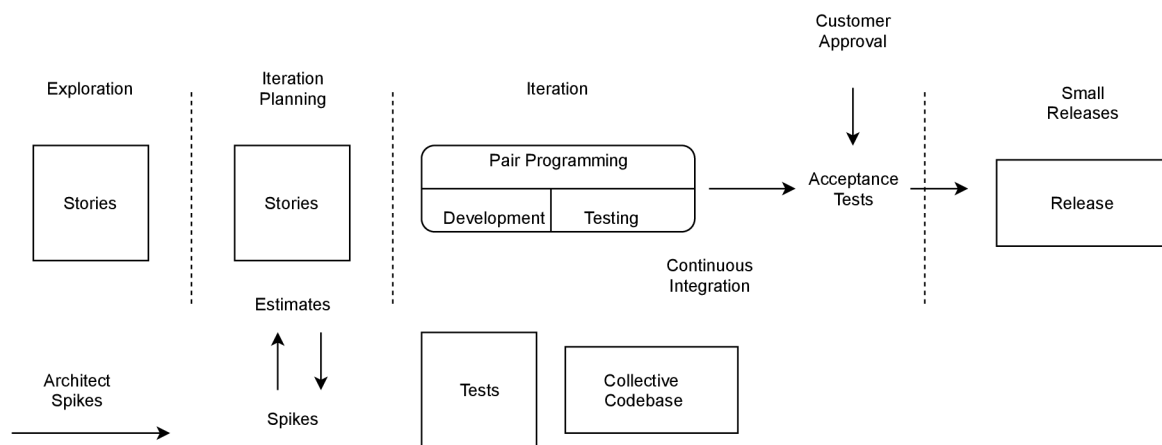 Customer
Approval
Exploration
Iteration
Planning
Iteration
Small
Releases
Stories
Stories
Pair Programming
Development
Testing
Acceptance
Tests
Release
Continuous
Integration
Estimates
Architect
Spikes
Spikes
Tests
Collective
Codebase